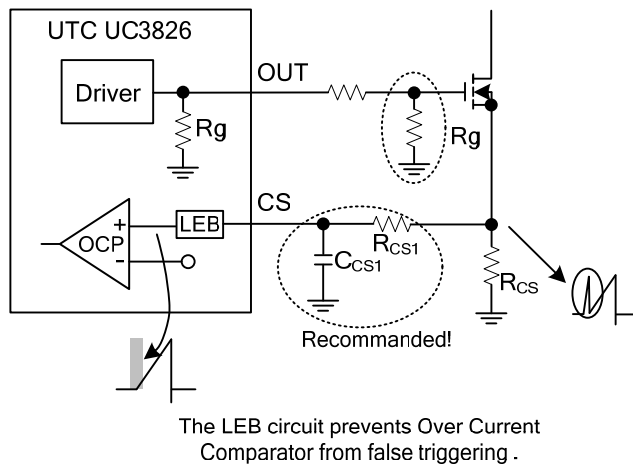 UTC UC3826
Driver
OUT
Rg
Rg
CS
+
LEB
OCP
-
RCS1
CCS1
RCS
Recommanded!
The LEB circuit prevents Over Current
Comparator from false triggering .